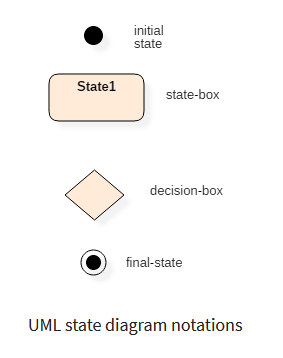 initial
state
State1
state-box
decision-box
final-state
UML state diagram notations